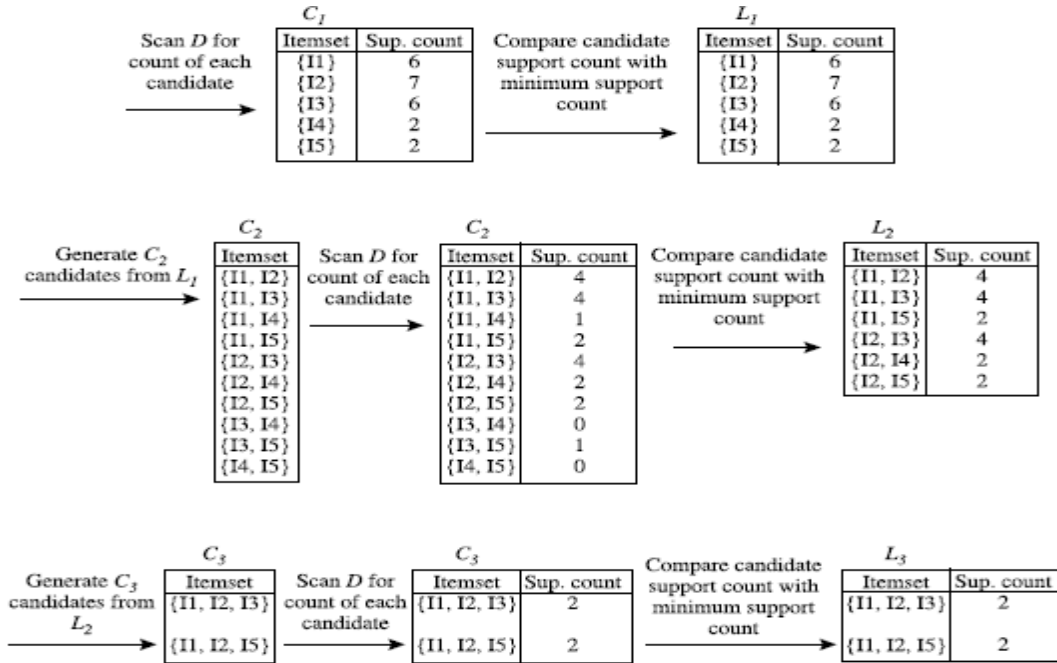 C1
L1
Scan D for
count of each
candidate
Itemset Sup. count
{I1} 6
{I2} 7
{I3} 6
{I4} 2
{I5} 2
Compare candidate
support count with
minimum support
count
Itemset Sup. count
{I1} 6
{I2} 7
{I3} 6
{I4} 2
{I5} 2
Generate C2
candidates from L1
C2
Itemset
{I1, I2}
{I1, I3}
{I1, I4}
{I1, I5}
{I2, I3}
{I2, I4}
{I2, I5}
{I3, I4}
{I3, I5}
{I4, I5}
Scan D for
count of each
candidate
C2
Itemset Sup. count
{I1, I2} 4
{I1, I3} 4
{I1, I4} 1
{I1, I5} 2
{I2, I3} 4
{I2, I4} 2
{I2, I5} 2
{I3, I4} 0
{I3, I5} 1
{I4, I5} 0
Compare candidate
support count with
minimum support
count
L2
Itemset Sup. count
{I1, I2} 4
{I1, I3} 4
{I1, I5} 2
{I2, I3} 4
{I2, I4} 2
{I2, I5} 2
Generate C3
candidates from
L2
C3
Itemset
{I1, I2, I3}
{I1, I2, I5}
Scan D for
count of each
candidate
C3
Itemset Sup. count
{I1, I2, I3} 2
{I1, I2, I5} 2
Compare candidate
support count with
minimum support
count
L3
Itemset Sup. count
{I1, I2, I3} 2
{I1, I2, I5} 2